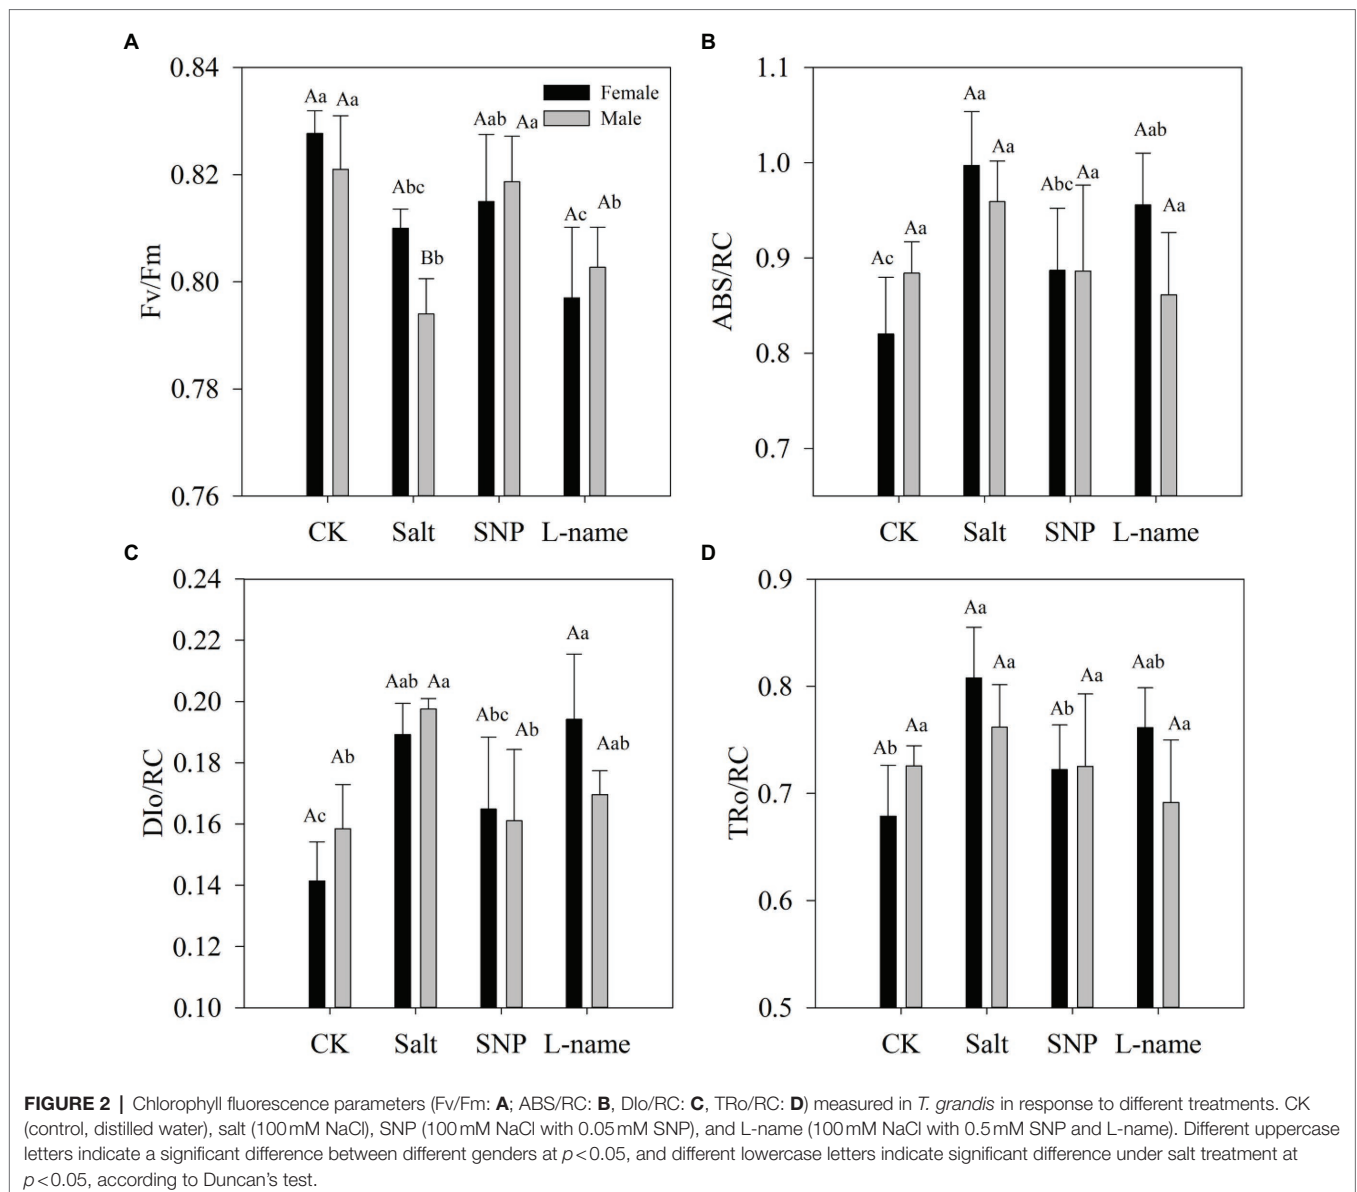 A
0.84
0.82
0.80
0.78
0.76
Fv/Fm
Aa
Aa
Abc
Bb
Aab
Aa
Ac
Ab
Female
Male
CK
Salt
SNP
L-name
B
1.1
1.0
0.9
0.8
0.7
ABS/RC
Ac
Aa
Aa
Aa
Abc
Aa
Aab
Aa
CK
Salt
SNP
L-name
C
0.24
0.22
0.20
0.18
0.16
0.14
0.12
0.10
DIo/RC
Ac
Ab
Aab
Aa
Abc
Ab
Aa
Aab
CK
Salt
SNP
L-name
D
0.9
0.8
0.7
0.6
0.5
TRo/RC
Ab
Aa
Aa
Aa
Ab
Aa
Aab
Aa
CK
Salt
SNP
L-name
FIGURE 2 | Chlorophyll fluorescence parameters (Fv/Fm: A; ABS/RC: B, DIo/RC: C, TRo/RC: D) measured in T. grandis in response to different treatments. CK
(control, distilled water), salt (100 mM NaCl), SNP (100 mM NaCl with 0.05 mM SNP), and L-name (100 mM NaCl with 0.5 mM SNP and L-name). Different uppercase
letters indicate a significant difference between different genders at p < 0.05, and different lowercase letters indicate significant difference under salt treatment at
p < 0.05, according to Duncan’s test.